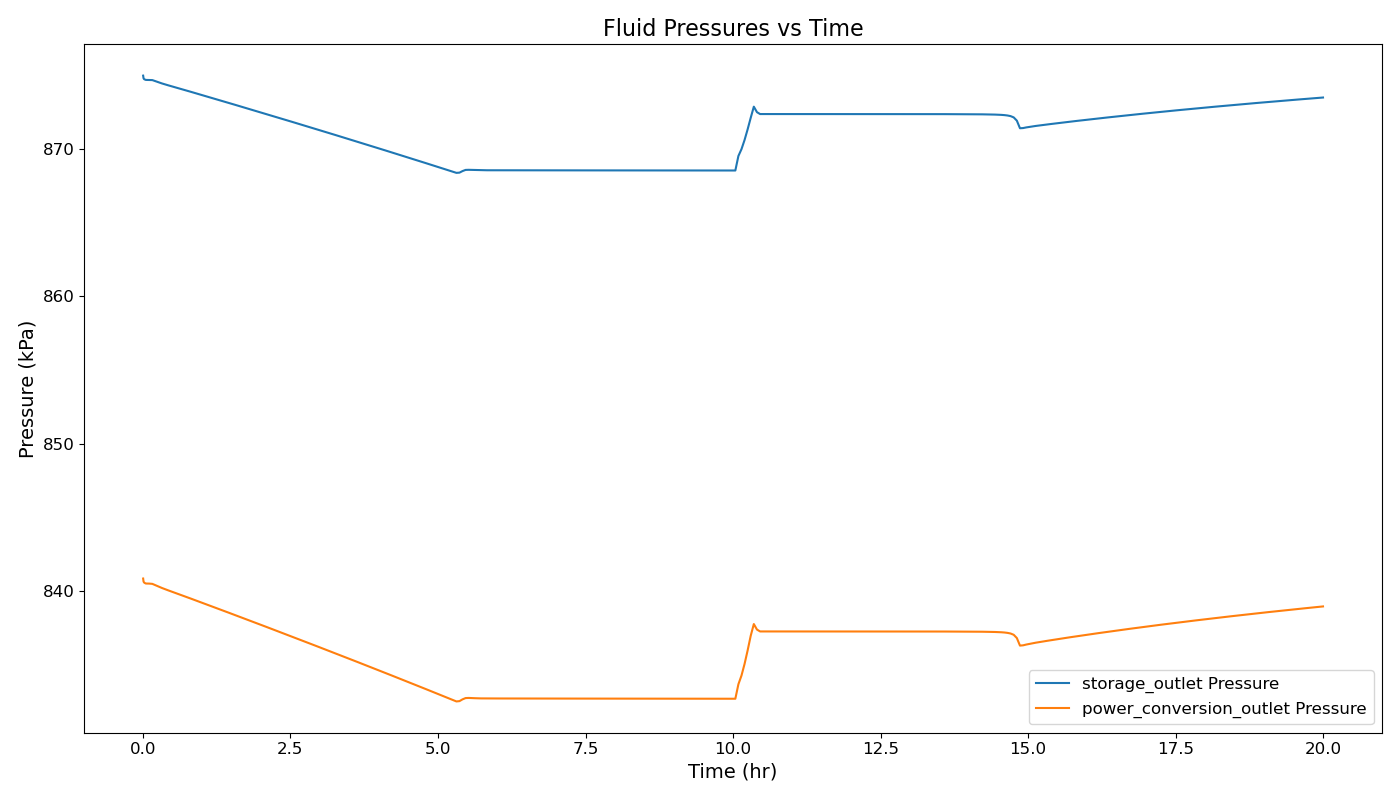 Fluid Pressures vs Time
Pressure (kPa)
870
860
850
840
0.0 2.5 5.0 7.5 10.0 12.5 15.0 17.5 20.0
Time (hr)
storage_outlet Pressure
power_conversion_outlet Pressure